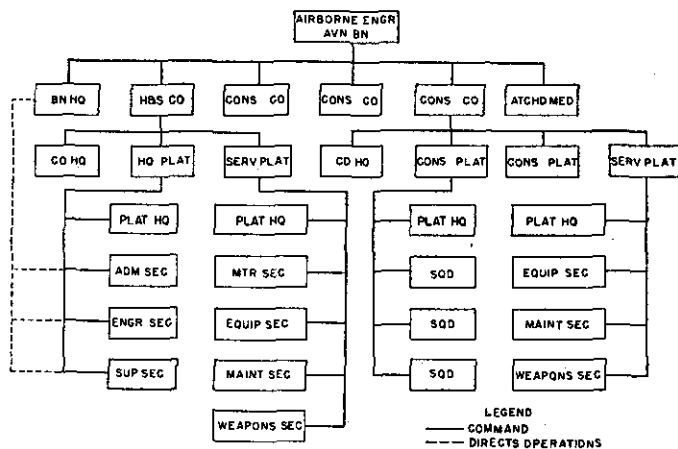 AIRBORNE ENGR
AVN BN
BN HQ
H&S CO
CONS CO
CONS CO
CONS CO
ATCHD MED
CO HQ
HQ PLAT
SERV PLAT
CO HQ
CONS PLAT
CONS PLAT
SERV PLAT
PLAT HQ
PLAT HQ
PLAT HQ
PLAT HQ
ADM SEC
MTR SEC
SQD
EQUIP SEC
ENGR SEC
EQUIP SEC
SQD
MAINT SEC
SUP SEC
MAINT SEC
SQD
WEAPONS SEC
WEAPONS SEC
LEGEND
COMMAND
DIRECTS OPERATIONS